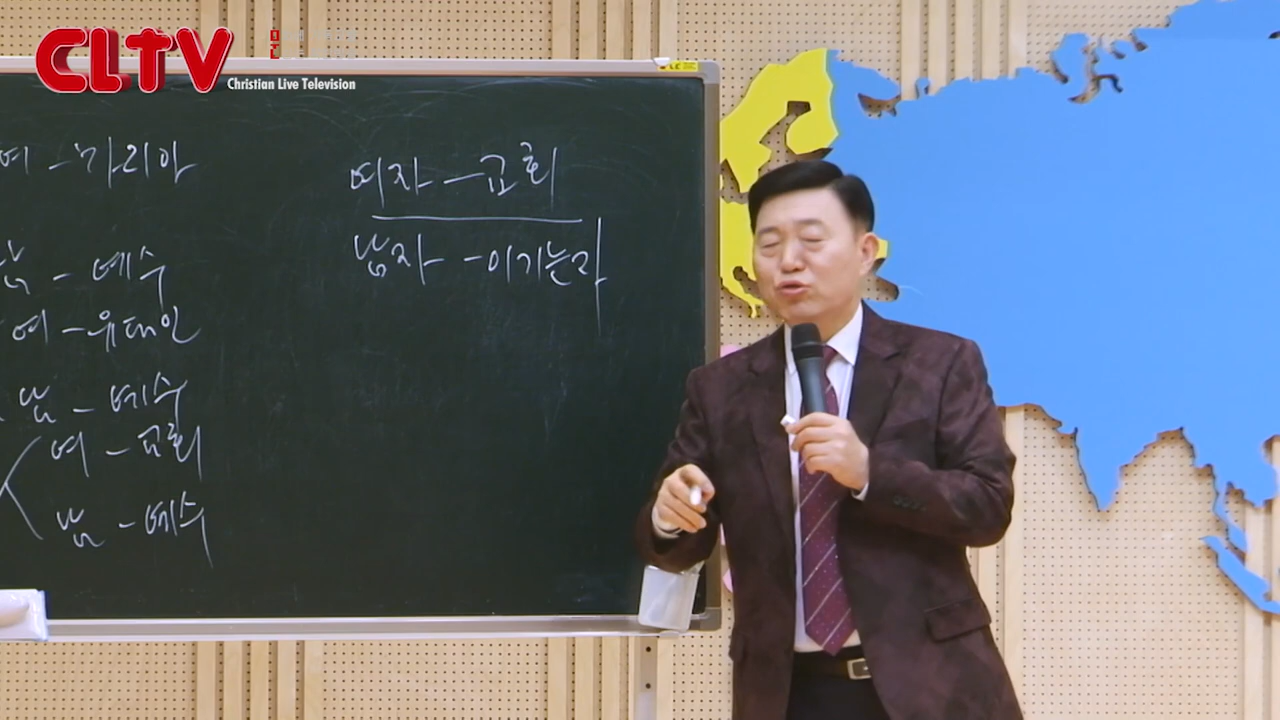 CLTV
Christian Live Television
여 - 마리아
남 - 예수
여 - 유대인
남 - 예수
여 - 교회
남 - 예수
여자 - 교회
남자 - 이기는자